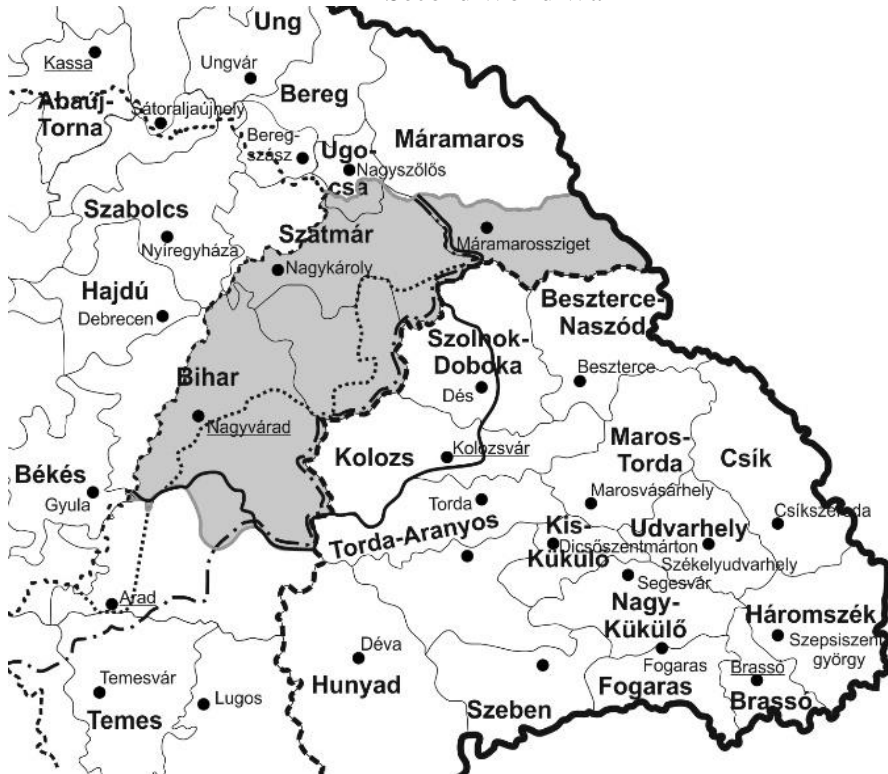 Ung
Kassa
Ungvár
Abaúj-
Torna
Sátoraljaújhely
Bereg
Bereg-
szász
Ugo-
csa
Nagyszőlős
Máramaros
Szabolcs
Nyíregyháza
Szatmár
Nagykároly
Máramarossziget
Hajdú
Debrecen
Beszterce-
Naszód
Beszterce
Szolnok-
Doboka
Dés
Bihar
Nagyvárad
Kolozs
Kolozsvár
Maros-
Torda
Marosvásárhely
Csík
Csíkszereda
Békés
Gyula
Torda
Torda-Aranyos
Kis-
Küküllő
Dicsőszentmárton
Udvarhely
Székelyudvarhely
Segesvár
Arad
Nagy-
Küküllő
Háromszék
Szepsiszent
györgy
Déva
Hunyad
Fogaras
Fogaras
Brassó
Brassó
Temesvár
Temes
Lugos
Szeben